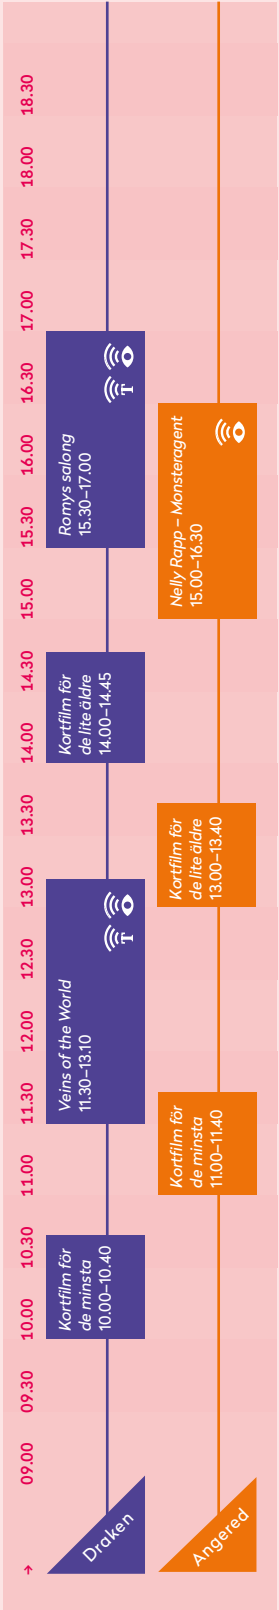 → 09.00 09.30 10.00 10.30 11.00 11.30 12.00 12.30 13.00 13.30 14.00 14.30 15.00 15.30 16.00 16.30 17.00 17.30 18.00 18.30
Draken
Kortfilm för
de minsta
10.00–10.40
Veins of the World
11.30–13.10
T
Kortfilm för
de lite äldre
14.00–14.45
Romys salong
15.30–17.00
T
Angered
Kortfilm för
de minsta
11.00–11.40
Kortfilm för
de lite äldre
13.00–13.40
Nelly Rapp – Monsteragent
15.00–16.30